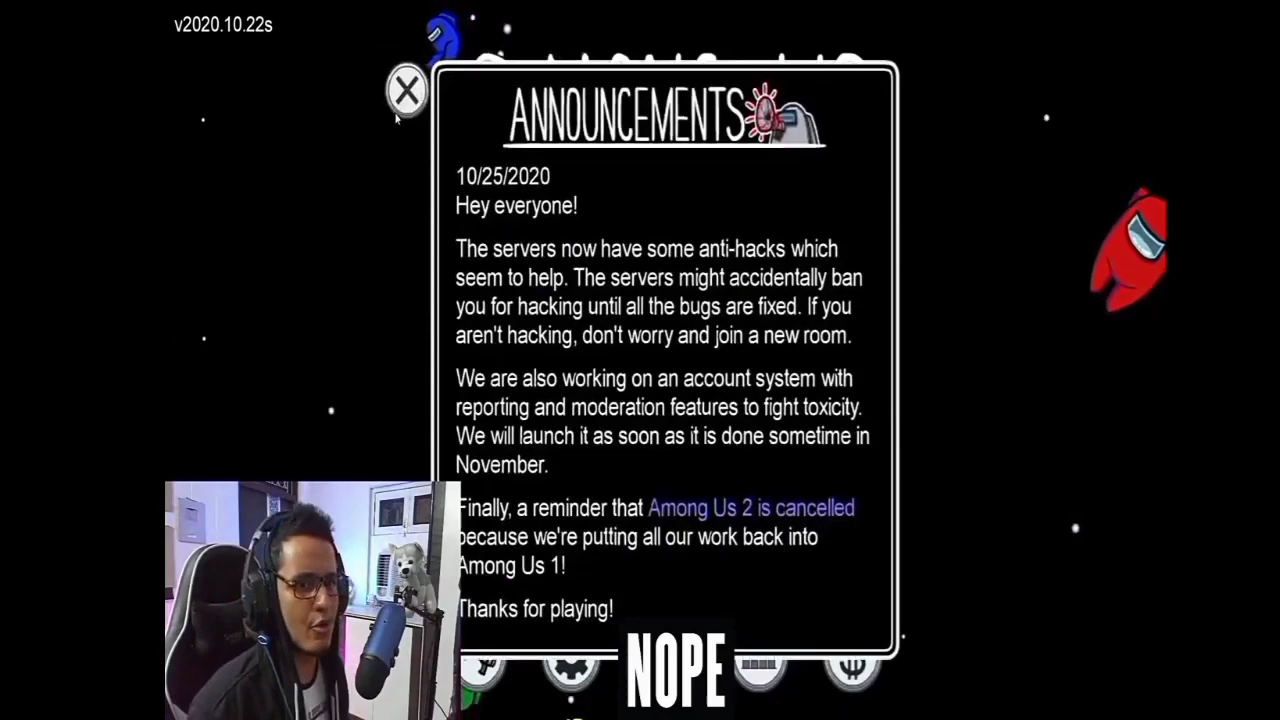 v2020.10.22s
ANNOUNCEMENTS
10/25/2020
Hey everyone!
The servers now have some anti-hacks which
seem to help. The servers might accidentally ban
you for hacking until all the bugs are fixed. If you
aren't hacking, don't worry and join a new room.
We are also working on an account system with
reporting and moderation features to fight toxicity.
We will launch it as soon as it is done sometime in
November.
Finally, a reminder that Among Us 2 is cancelled
because we're putting all our work back into
Among Us 1!
Thanks for playing!
NOPE